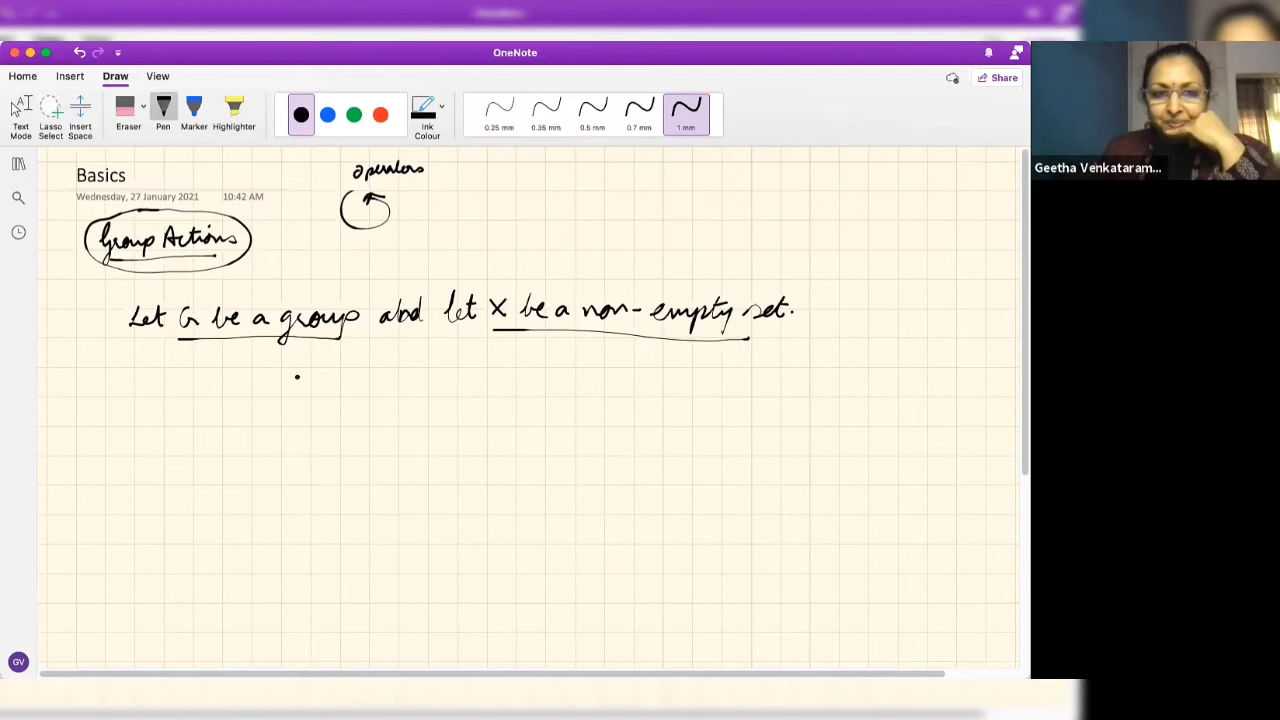 OneNote
Home Insert Draw View
Share
Text Mode
Lasso Select
Insert Space
Eraser
Pen
Marker
Highlighter
Ink Colour
0.25 mm
0.35 mm
0.5 mm
0.7 mm
1 mm
Geetha Venkataram...
Basics
Wednesday, 27 January 2021 10:42 AM
Group Actions
Let G be a group abd let X be a non-empty set.
GV